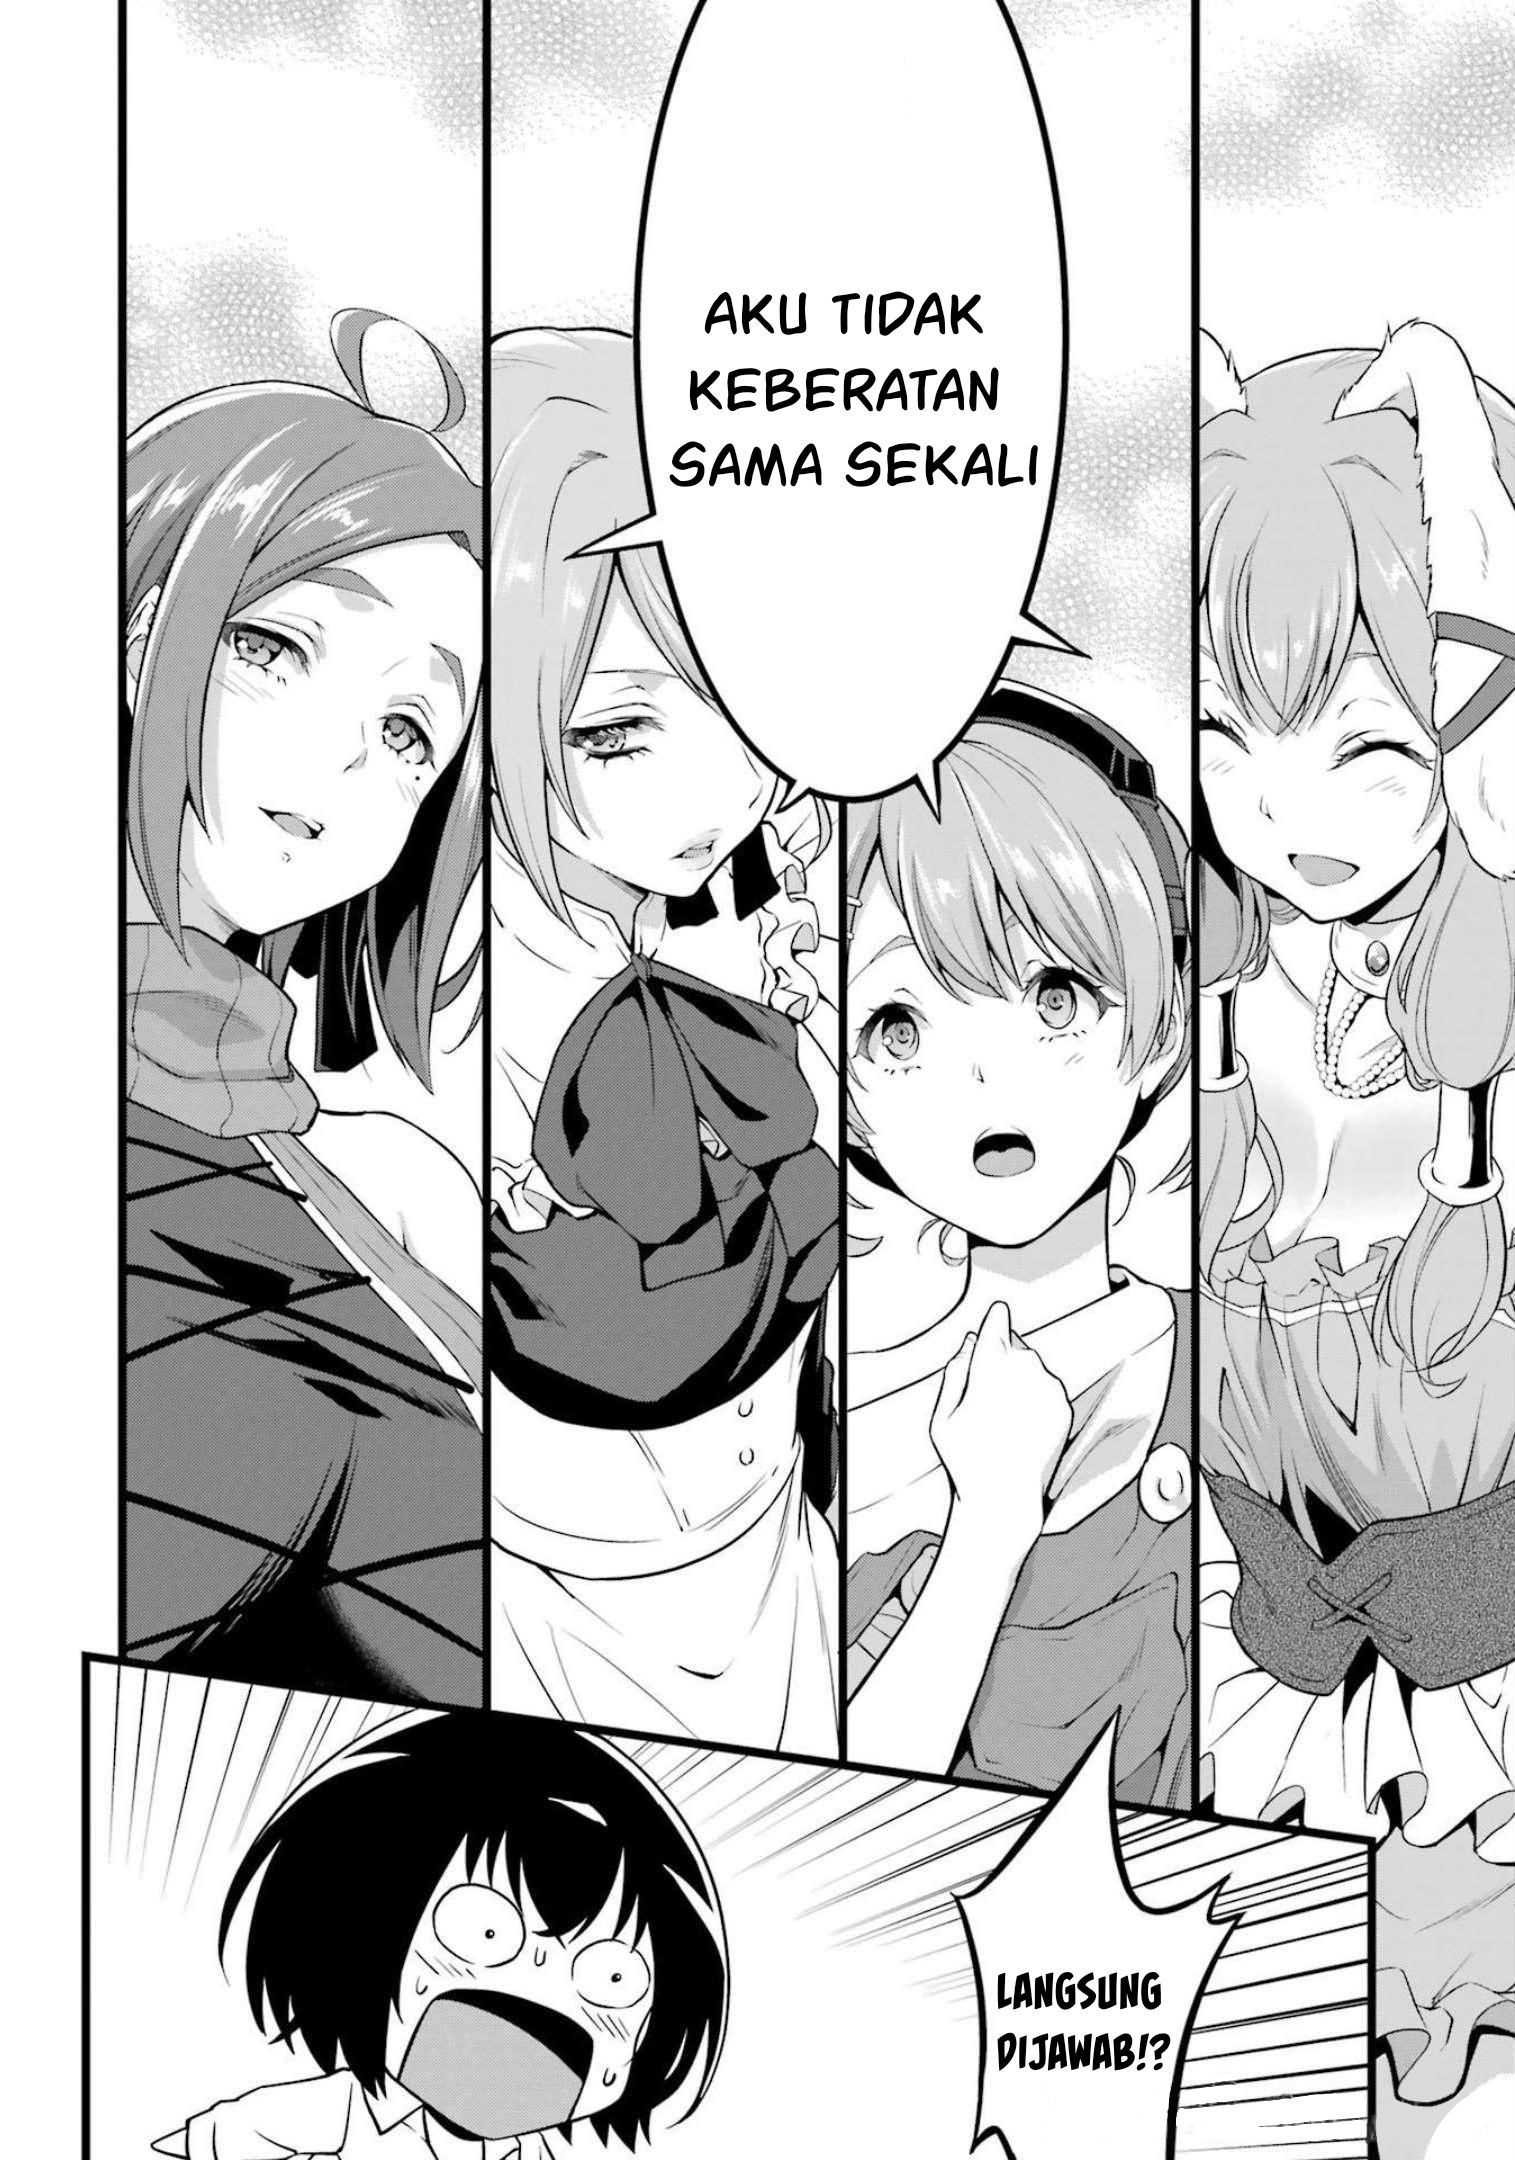 AKU TIDAK
KEBERATAN
SAMA SEKALI
LANGSUNG
DIJAWAB!?